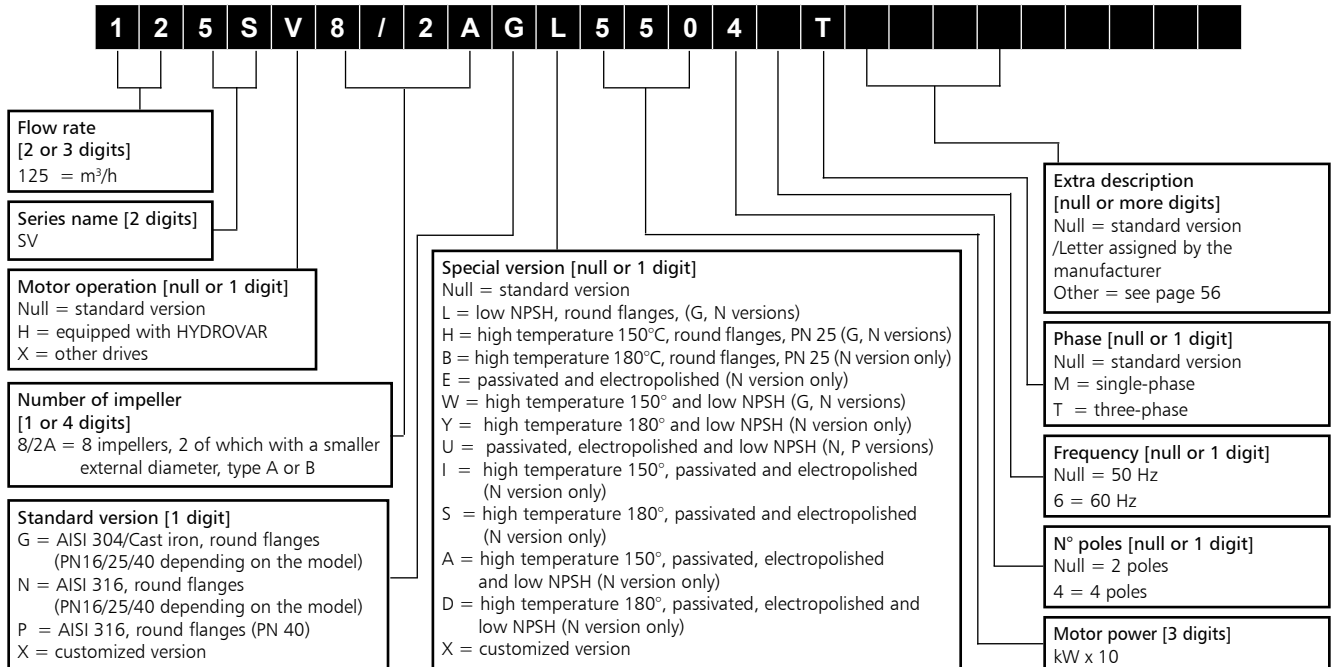 1 2 5 S V 8 / 2 A G L 5 5 0 4 T
Flow rate
[2 or 3 digits]
125 = m³/h
Series name [2 digits]
SV
Motor operation [null or 1 digit]
Null = standard version
H = equipped with HYDROVAR
X = other drives
Number of impeller
[1 or 4 digits]
8/2A = 8 impellers, 2 of which with a smaller
external diameter, type A or B
Standard version [1 digit]
G = AISI 304/Cast iron, round flanges
(PN16/25/40 depending on the model)
N = AISI 316, round flanges
(PN16/25/40 depending on the model)
P = AISI 316, round flanges (PN 40)
X = customized version
Special version [null or 1 digit]
Null = standard version
L = low NPSH, round flanges, (G, N versions)
H = high temperature 150°C, round flanges, PN 25 (G, N versions)
B = high temperature 180°C, round flanges, PN 25 (N version only)
E = passivated and electropolished (N version only)
W = high temperature 150° and low NPSH (G, N versions)
Y = high temperature 180° and low NPSH (N version only)
U = passivated, electropolished and low NPSH (N, P versions)
I = high temperature 150°, passivated and electropolished
(N version only)
S = high temperature 180°, passivated and electropolished
(N version only)
A = high temperature 150°, passivated, electropolished
and low NPSH (N version only)
D = high temperature 180°, passivated, electropolished and
low NPSH (N version only)
X = customized version
Extra description
[null or more digits]
Null = standard version
/Letter assigned by the
manufacturer
Other = see page 56
Phase [null or 1 digit]
Null = standard version
M = single-phase
T = three-phase
Frequency [null or 1 digit]
Null = 50 Hz
6 = 60 Hz
N° poles [null or 1 digit]
Null = 2 poles
4 = 4 poles
Motor power [3 digits]
kW x 10